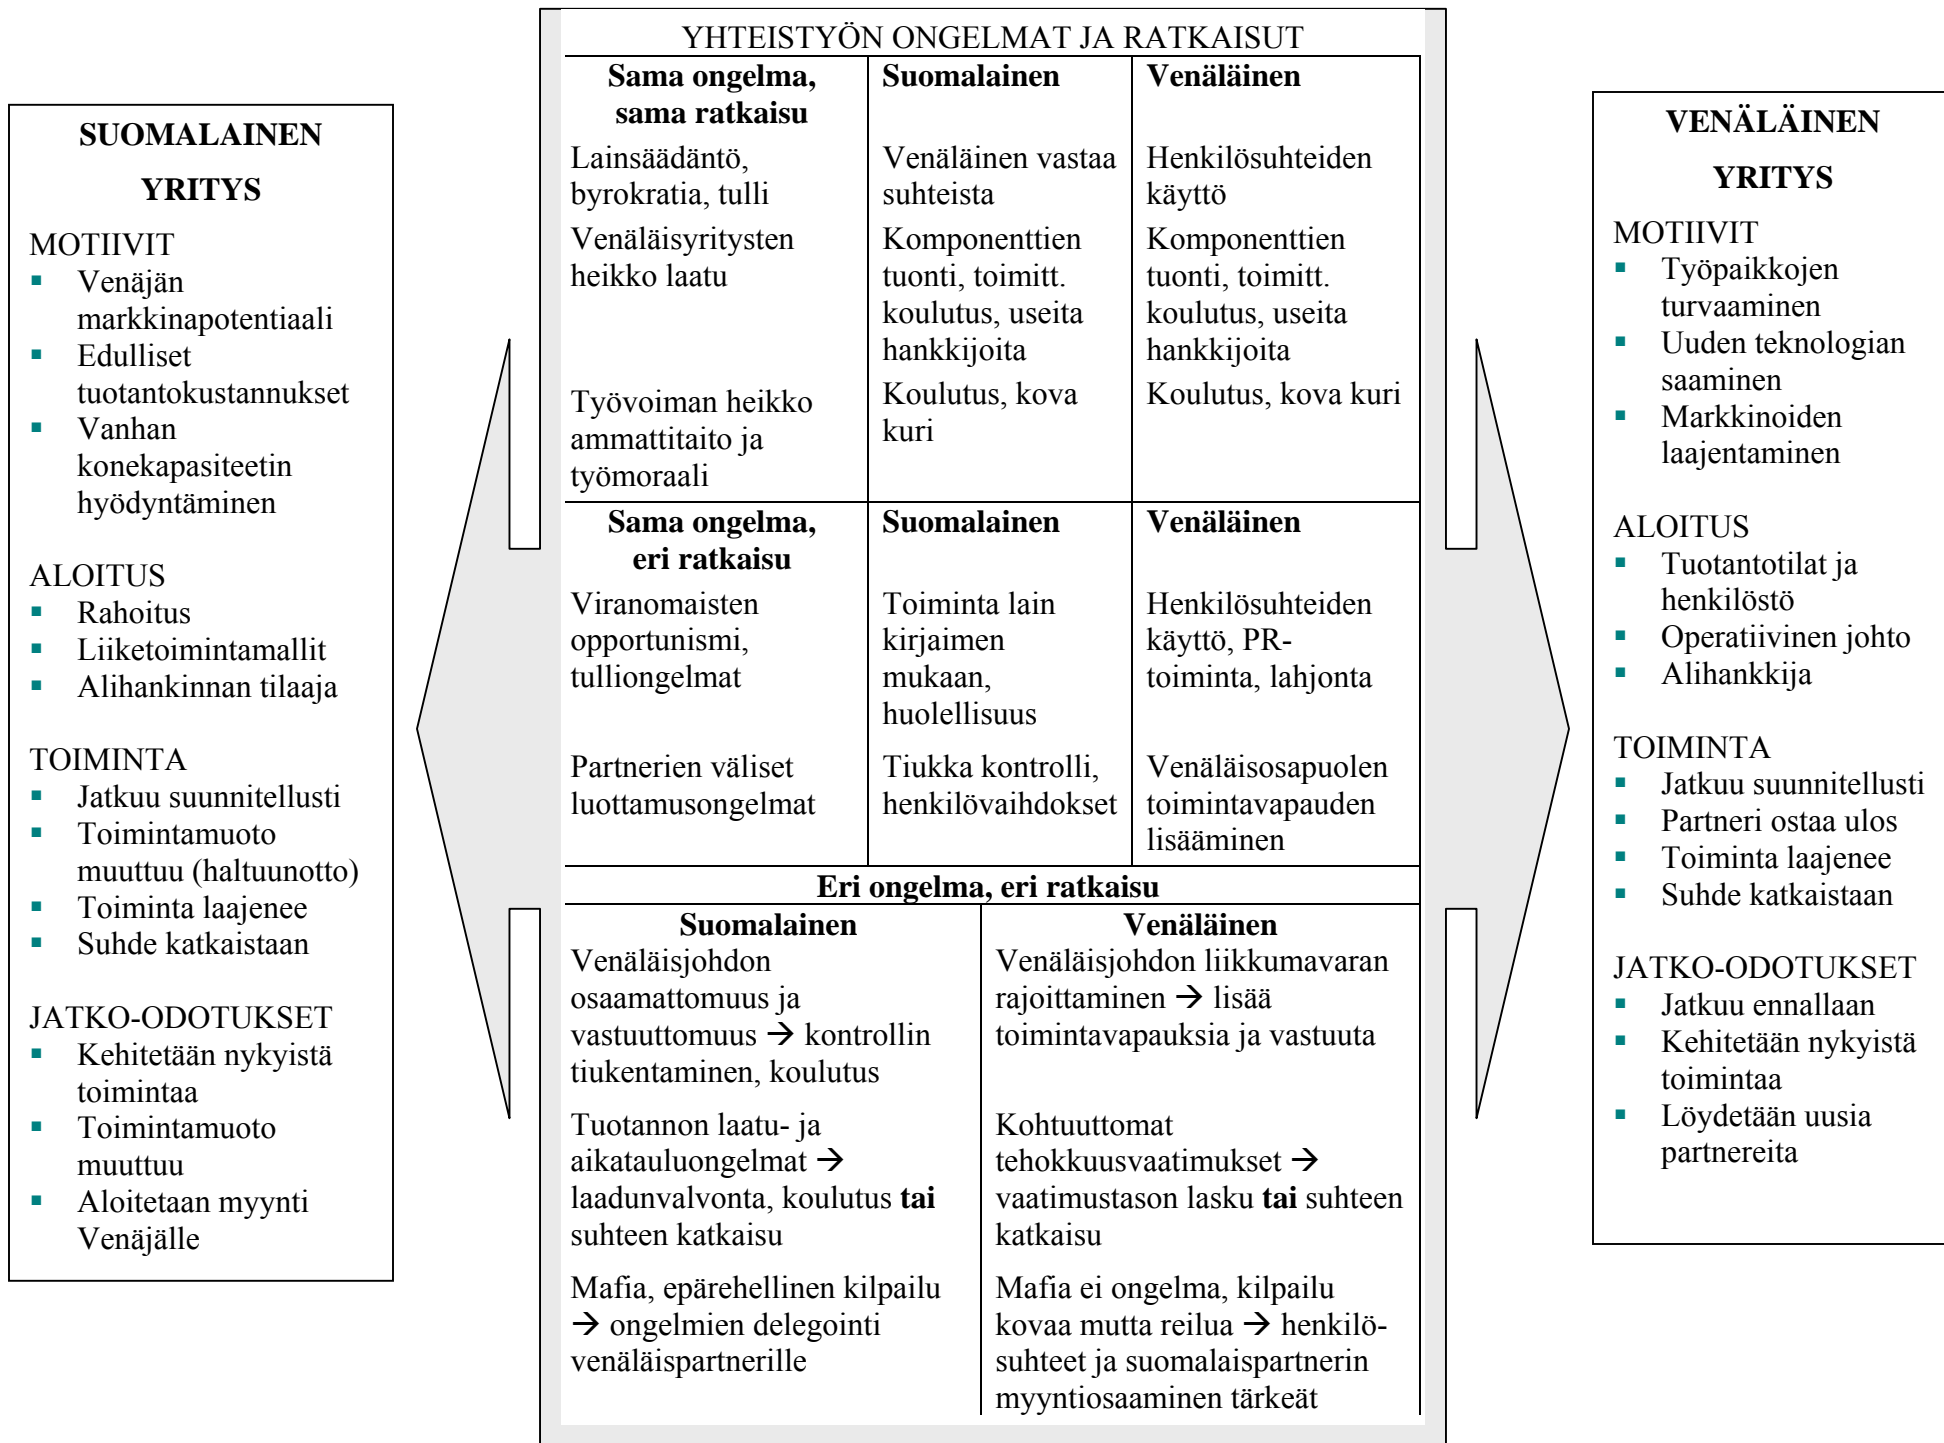 SUOMALAINEN
YRITYS
MOTIIVIT
▪ Venäjän
markkinapotentiaali
▪ Edulliset
tuotantokustannukset
▪ Vanhan
konekapasiteetin
hyödyntäminen
ALOITUS
▪ Rahoitus
▪ Liiketoimintamallit
▪ Alihankinnan tilaaja
TOIMINTA
▪ Jatkuu suunnitellusti
▪ Toimintamuoto
muuttuu (haltuunotto)
▪ Toiminta laajenee
▪ Suhde katkaistaan
JATKO-ODOTUKSET
▪ Kehitetään nykyistä
toimintaa
▪ Toimintamuoto
muuttuu
▪ Aloitetaan myynti
Venäjälle
YHTEISTYÖN ONGELMAT JA RATKAISUT
Sama ongelma,
sama ratkaisu
Suomalainen
Venäläinen
Lainsäädäntö,
byrokratia, tulli
Venäläinen vastaa
suhteista
Henkilösuhteiden
käyttö
Venäläisyritysten
heikko laatu
Komponenttien
tuonti, toimitt.
koulutus, useita
hankkijoita
Komponenttien
tuonti, toimitt.
koulutus, useita
hankkijoita
Työvoiman heikko
ammattitaito ja
työmoraali
Koulutus, kova
kuri
Koulutus, kova kuri
Sama ongelma,
eri ratkaisu
Suomalainen
Venäläinen
Viranomaisten
opportunismi,
tulliongelmat
Toiminta lain
kirjaimen
mukaan,
huolellisuus
Henkilösuhteiden
käyttö, PR-
toiminta, lahjonta
Partnerien väliset
luottamusongelmat
Tiukka kontrolli,
henkilövaihdokset
Venäläisosapuolen
toimintavapauden
lisääminen
Eri ongelma, eri ratkaisu
Suomalainen
Venäläinen
Venäläisjohdon
osaamattomuus ja
vastuuttomuus → kontrollin
tiukentaminen, koulutus
Venäläisjohdon liikkumavaran
rajoittaminen → lisää
toimintavapauksia ja vastuuta
Tuotannon laatu- ja
aikatauluongelmat →
laadunvalvonta, koulutus tai
suhteen katkaisu
Kohtuuttomat
tehokkuusvaatimukset →
vaatimustason lasku tai suhteen
katkaisu
Mafia, epärehellinen kilpailu
→ ongelmien delegointi
venäläispartnerille
Mafia ei ongelma, kilpailu
kovaa mutta reilua → henkilö-
suhteet ja suomalaispartnerin
myyntiosaaminen tärkeät
VENÄLÄINEN
YRITYS
MOTIIVIT
▪ Työpaikkojen
turvaaminen
▪ Uuden teknologian
saaminen
▪ Markkinoiden
laajentaminen
ALOITUS
▪ Tuotantotilat ja
henkilöstö
▪ Operatiivinen johto
▪ Alihankkija
TOIMINTA
▪ Jatkuu suunnitellusti
▪ Partneri ostaa ulos
▪ Toiminta laajenee
▪ Suhde katkaistaan
JATKO-ODOTUKSET
▪ Jatkuu ennallaan
▪ Kehitetään nykyistä
toimintaa
▪ Löydetään uusia
partnereita